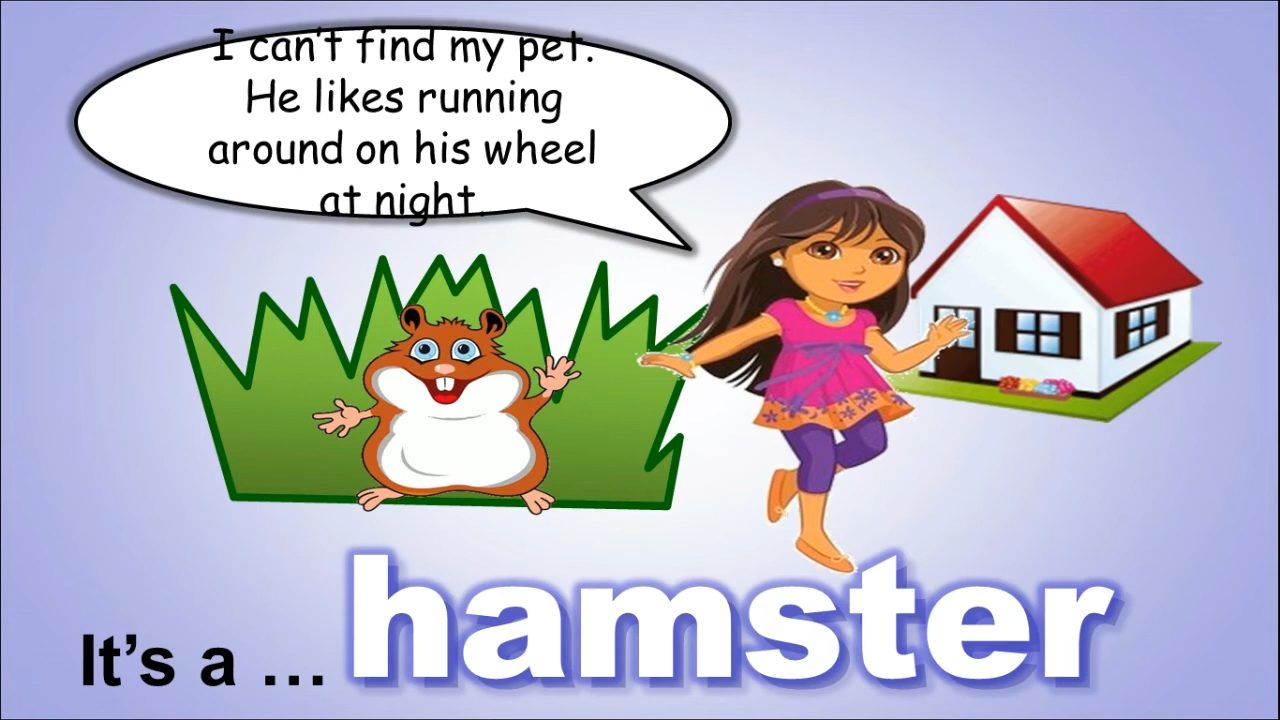 I can't find my pet.
He likes running
around on his wheel
at night.
It’s a … hamster